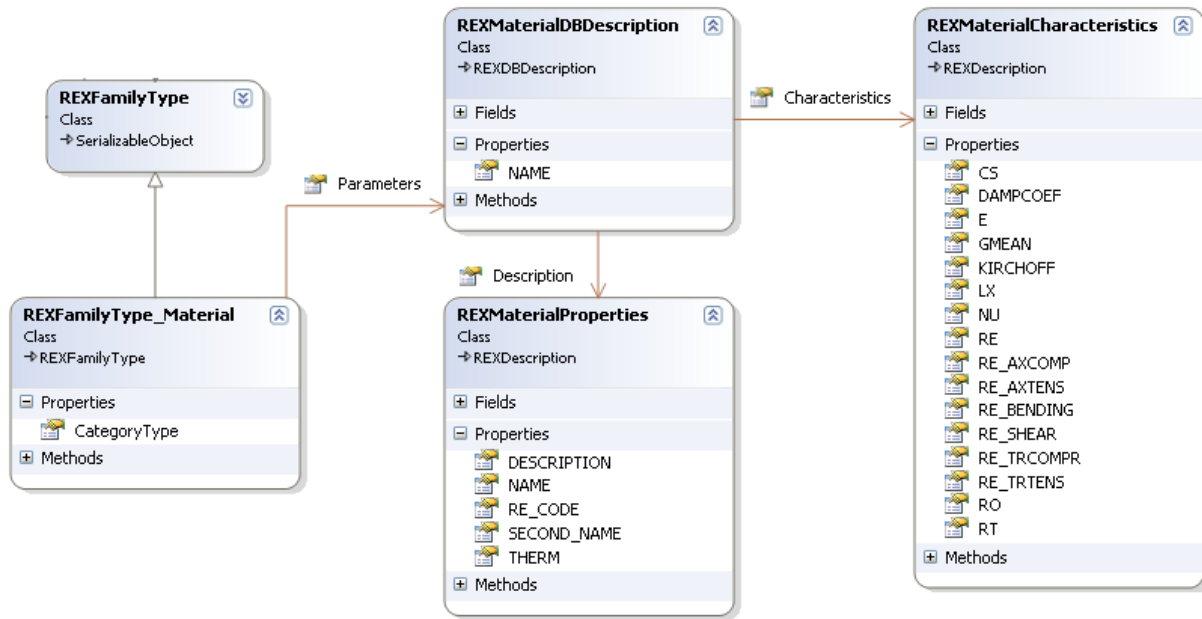 REXFamilyType
Class
SerializableObject
Parameters
REXFamilyType_Material
Class
REXFamilyType
Properties
CategoryType
Methods
REXMaterialDBDescription
Class
REXDBDescription
Fields
Properties
NAME
Methods
Description
REXMaterialProperties
Class
REXDescription
Fields
Properties
DESCRIPTION
NAME
RE_CODE
SECOND_NAME
THERM
Methods
Characteristics
REXMaterialCharacteristics
Class
REXDescription
Fields
Properties
CS
DAMPCOEF
E
GMEAN
KIRCHOFF
LX
NU
RE
RE_AXCOMP
RE_AXTENS
RE_BENDING
RE_SHEAR
RE_TRCOMPR
RE_TRTENS
RO
RT
Methods